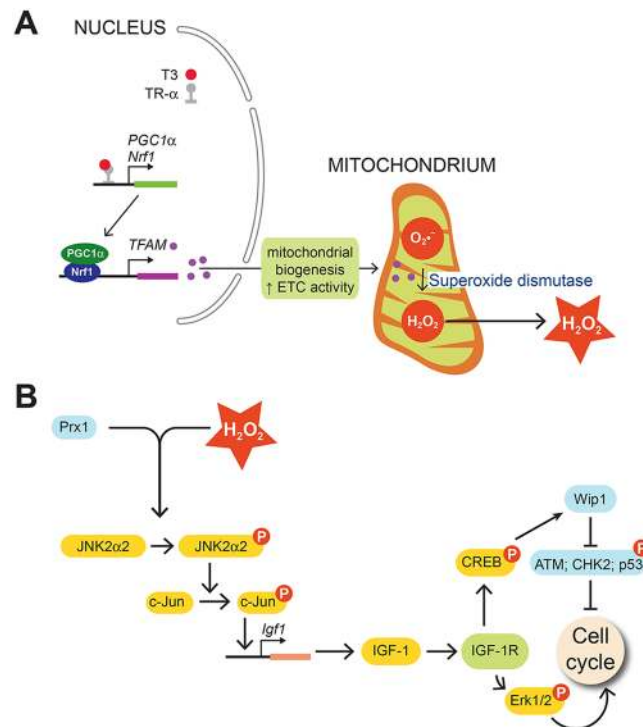 A
NUCLEUS
T3
TR-α
PGC1α
Nrf1
MITOCHONDRIUM
PGC1α
Nrf1
TFAM
mitochondrial
biogenesis
↑ ETC activity
O₂•⁻
Superoxide dismutase
H₂O₂
H₂O₂
B
Prx1
H₂O₂
Wip1
JNK2α2
JNK2α2
P
CREB
P
ATM; CHK2; p53
P
c-Jun
c-Jun
P
Igf1
IGF-1
IGF-1R
Cell
cycle
Erk1/2
P